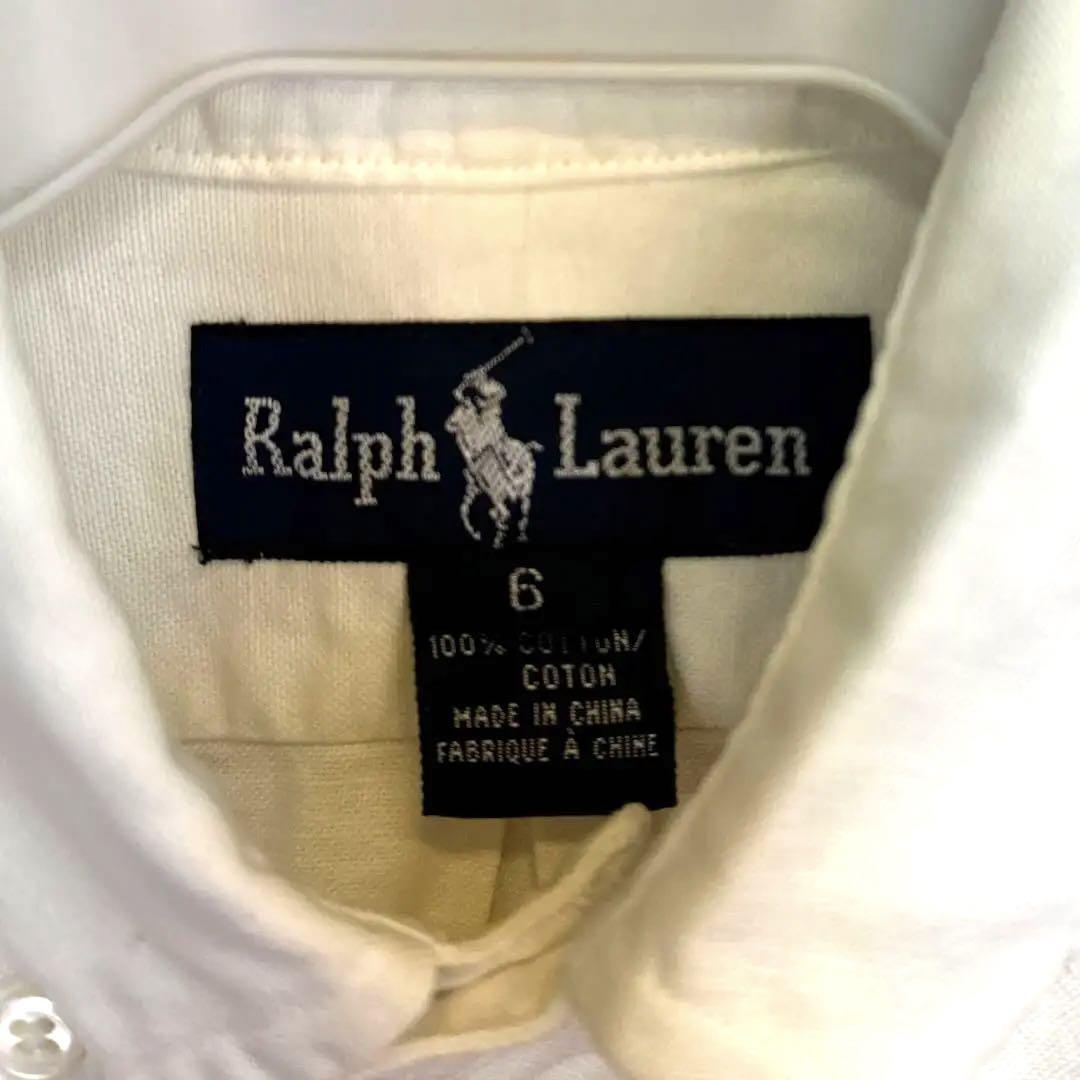 Ralph Lauren
6
100% COTTON/
COTON
MADE IN CHINA
FABRIQUE À CHINE